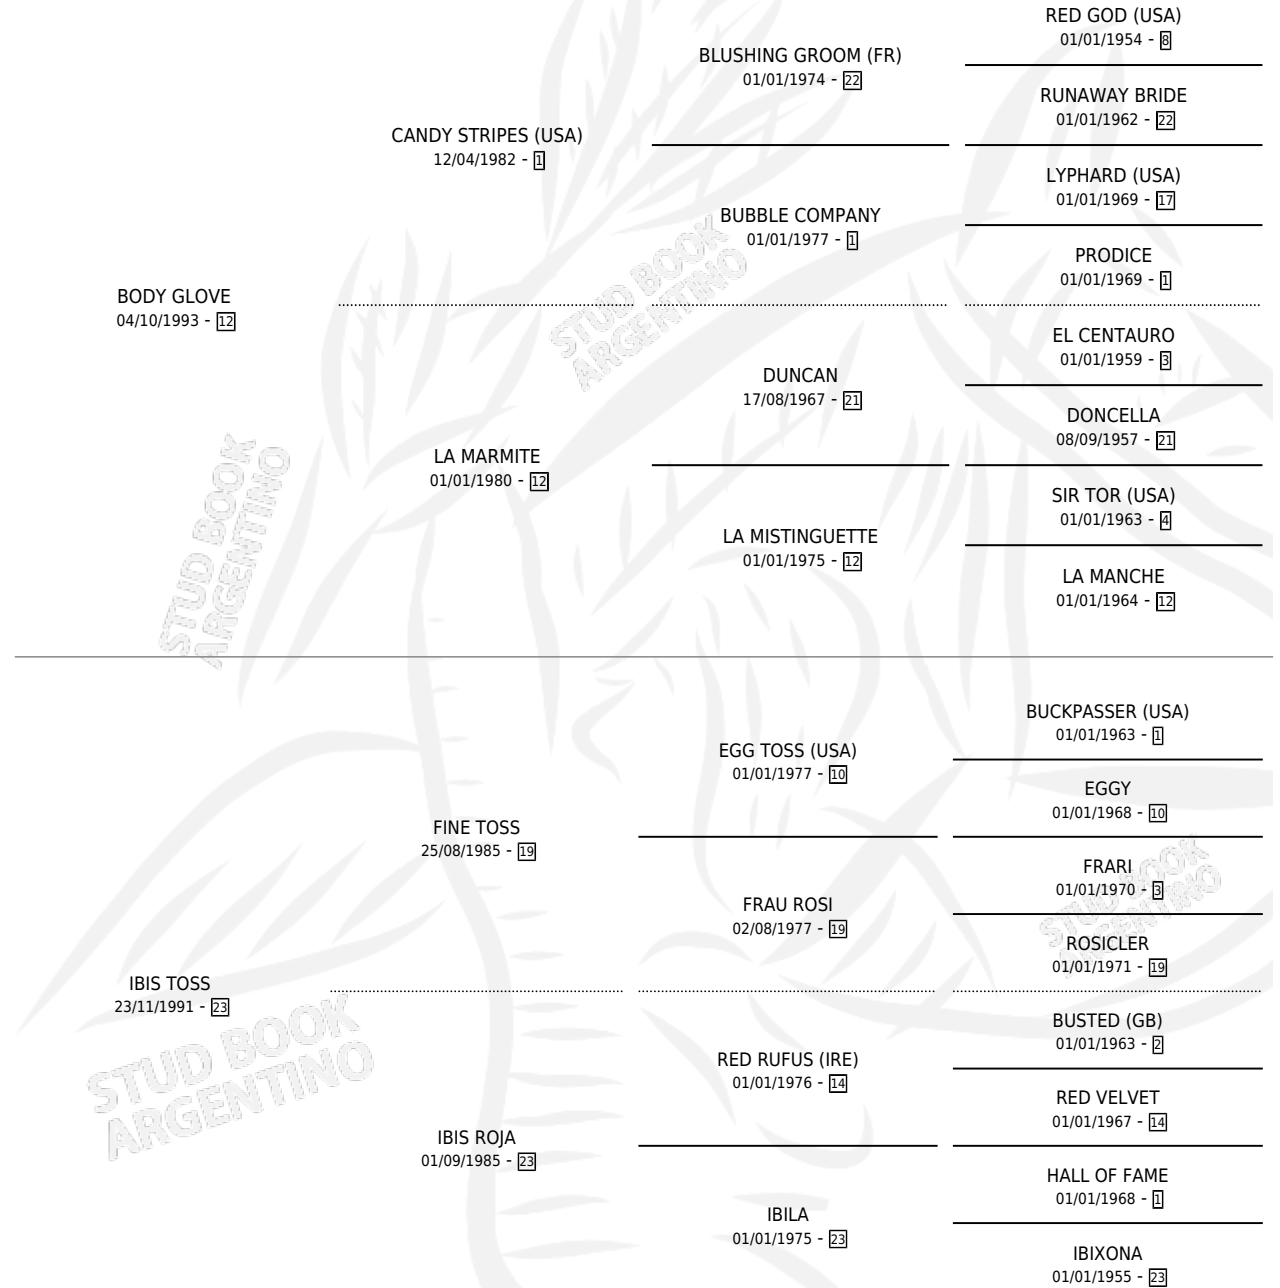 RED GOD (USA)
01/01/1954 - 8
BLUSHING GROOM (FR)
01/01/1974 - 22
RUNAWAY BRIDE
01/01/1962 - 22
CANDY STRIPES (USA)
12/04/1982 - 1
LYPHARD (USA)
01/01/1969 - 17
BUBBLE COMPANY
01/01/1977 - 1
PRODICE
01/01/1969 - 1
BODY GLOVE
04/10/1993 - 12
STUD BOOK
ARGENTINO
EL CENTAURO
01/01/1959 - 3
DUNCAN
17/08/1967 - 21
DONCELLA
08/09/1957 - 21
LA MARMITE
01/01/1980 - 12
SIR TOR (USA)
01/01/1963 - 4
LA MISTINGUETTE
01/01/1975 - 12
LA MANCHE
01/01/1964 - 12
STUD BOOK
ARGENTINO
BUCKPASSER (USA)
01/01/1963 - 1
EGG TOSS (USA)
01/01/1977 - 10
EGGY
01/01/1968 - 10
FINE TOSS
25/08/1985 - 19
FRARI
01/01/1970 - 3
FRAU ROSI
02/08/1977 - 19
STUD BOOK
ARGENTINO
ROSICLER
01/01/1971 - 19
IBIS TOSS
23/11/1991 - 23
BUSTED (GB)
01/01/1963 - 2
RED RUFUS (IRE)
01/01/1976 - 14
STUD BOOK
ARGENTINO
RED VELVET
01/01/1967 - 14
IBIS ROJA
01/09/1985 - 23
HALL OF FAME
01/01/1968 - 1
IBILA
01/01/1975 - 23
IBIXONA
01/01/1955 - 23